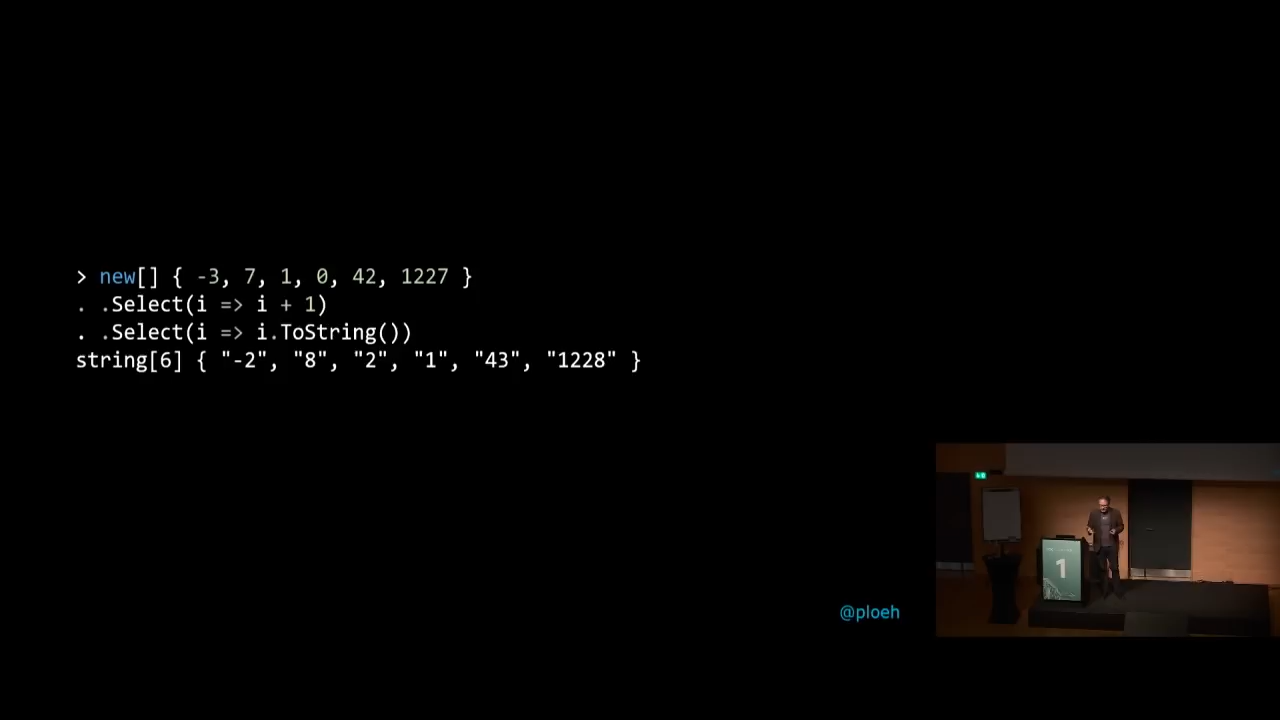 > new[] { -3, 7, 1, 0, 42, 1227 }
. .Select(i => i + 1)
. .Select(i => i.ToString())
string[6] { "-2", "8", "2", "1", "43", "1228" }
@ploeh
1